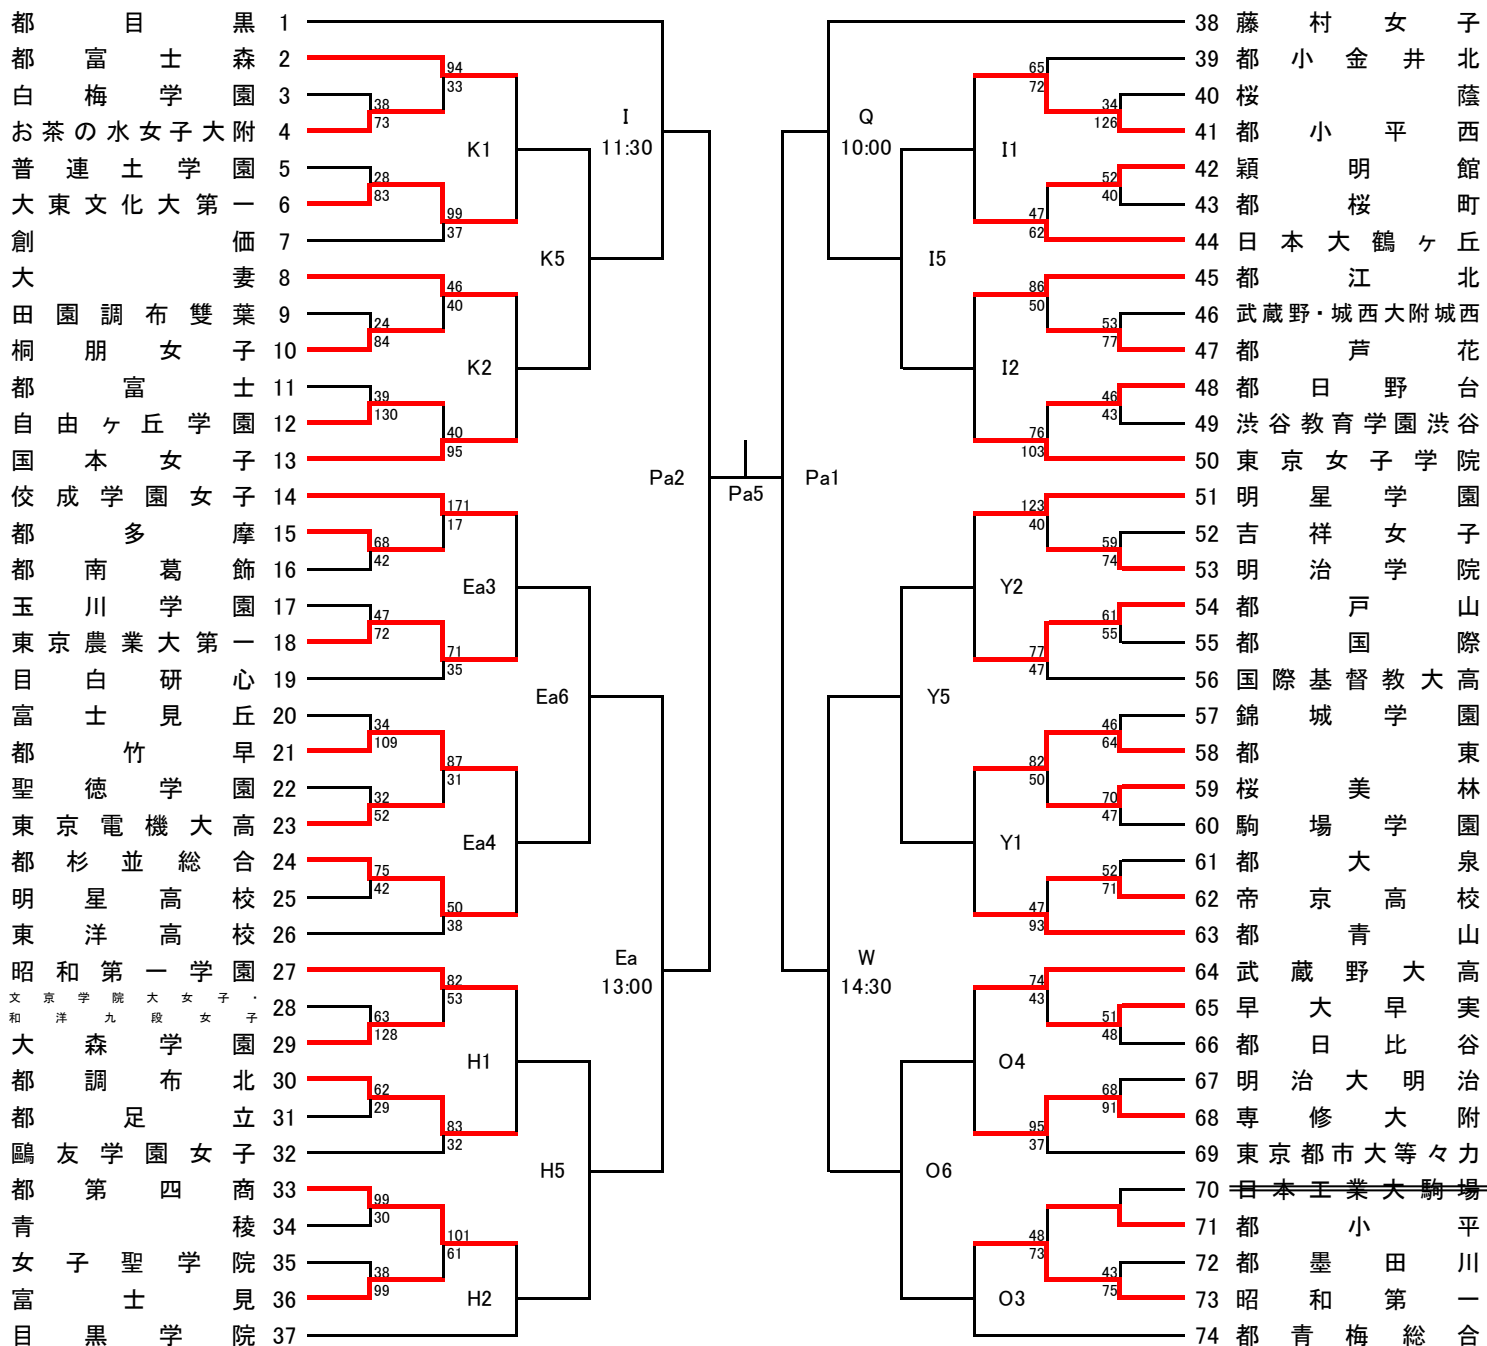 都目黒 1
都富士森 2
白梅学園 3
お茶の水女子大附 4
普連土学園 5
大東文化大第一 6
創価 7
大妻 8
田園調布雙葉 9
桐朋女子 10
都富士 11
自由ヶ丘学園 12
国本女子 13
佼成学園女子 14
都多摩 15
都南葛飾 16
玉川学園 17
東京農業大第一 18
目白研心 19
富士見丘 20
都竹早 21
聖徳学園 22
東京電機大高 23
都杉並総合 24
明星高校 25
東洋高校 26
昭和第一学園 27
文京学院大女子・
和洋九段女子 28
大森学園 29
都調布北 30
都足立 31
鷗友学園女子 32
都第四商 33
青稜 34
女子聖学院 35
富士見 36
目黒学院 37
94
33
38
73
28
83
99
37
46
40
24
84
39
130
40
95
171
17
68
42
47
72
71
35
34
109
87
31
32
52
75
42
50
38
82
53
63
128
62
29
83
32
99
30
101
61
38
99
K1
K2
Ea3
Ea4
H1
H2
K5
Ea6
H5
I
11:30
Ea
13:00
Pa2
Pa5
Pa1
Q
10:00
W
14:30
I5
Y5
O6
I1
I2
Y2
Y1
O4
O3
65
72
34
126
52
40
47
62
86
50
53
77
46
43
76
103
123
40
59
74
61
55
77
47
46
64
82
50
70
47
52
71
47
93
74
43
51
48
68
91
95
37
48
73
43
75
38 藤村女子
39 都小金井北
40 桜蔭
41 都小平西
42 穎明館
43 都桜町
44 日本大鶴ヶ丘
45 都江北
46 武蔵野・城西大附城西
47 都芦花
48 都日野台
49 渋谷教育学園渋谷
50 東京女子学院
51 明星学園
52 吉祥女子
53 明治学院
54 都戸山
55 都国際
56 国際基督教大高
57 錦城学園
58 都東
59 桜美林
60 駒場学園
61 都大泉
62 帝京高校
63 都青山
64 武蔵野大高
65 早大早実
66 都日比谷
67 明治大明治
68 専修大附
69 東京都市大等々力
70 日本工業大駒場
71 都小平
72 都墨田川
73 昭和第一
74 都青梅総合